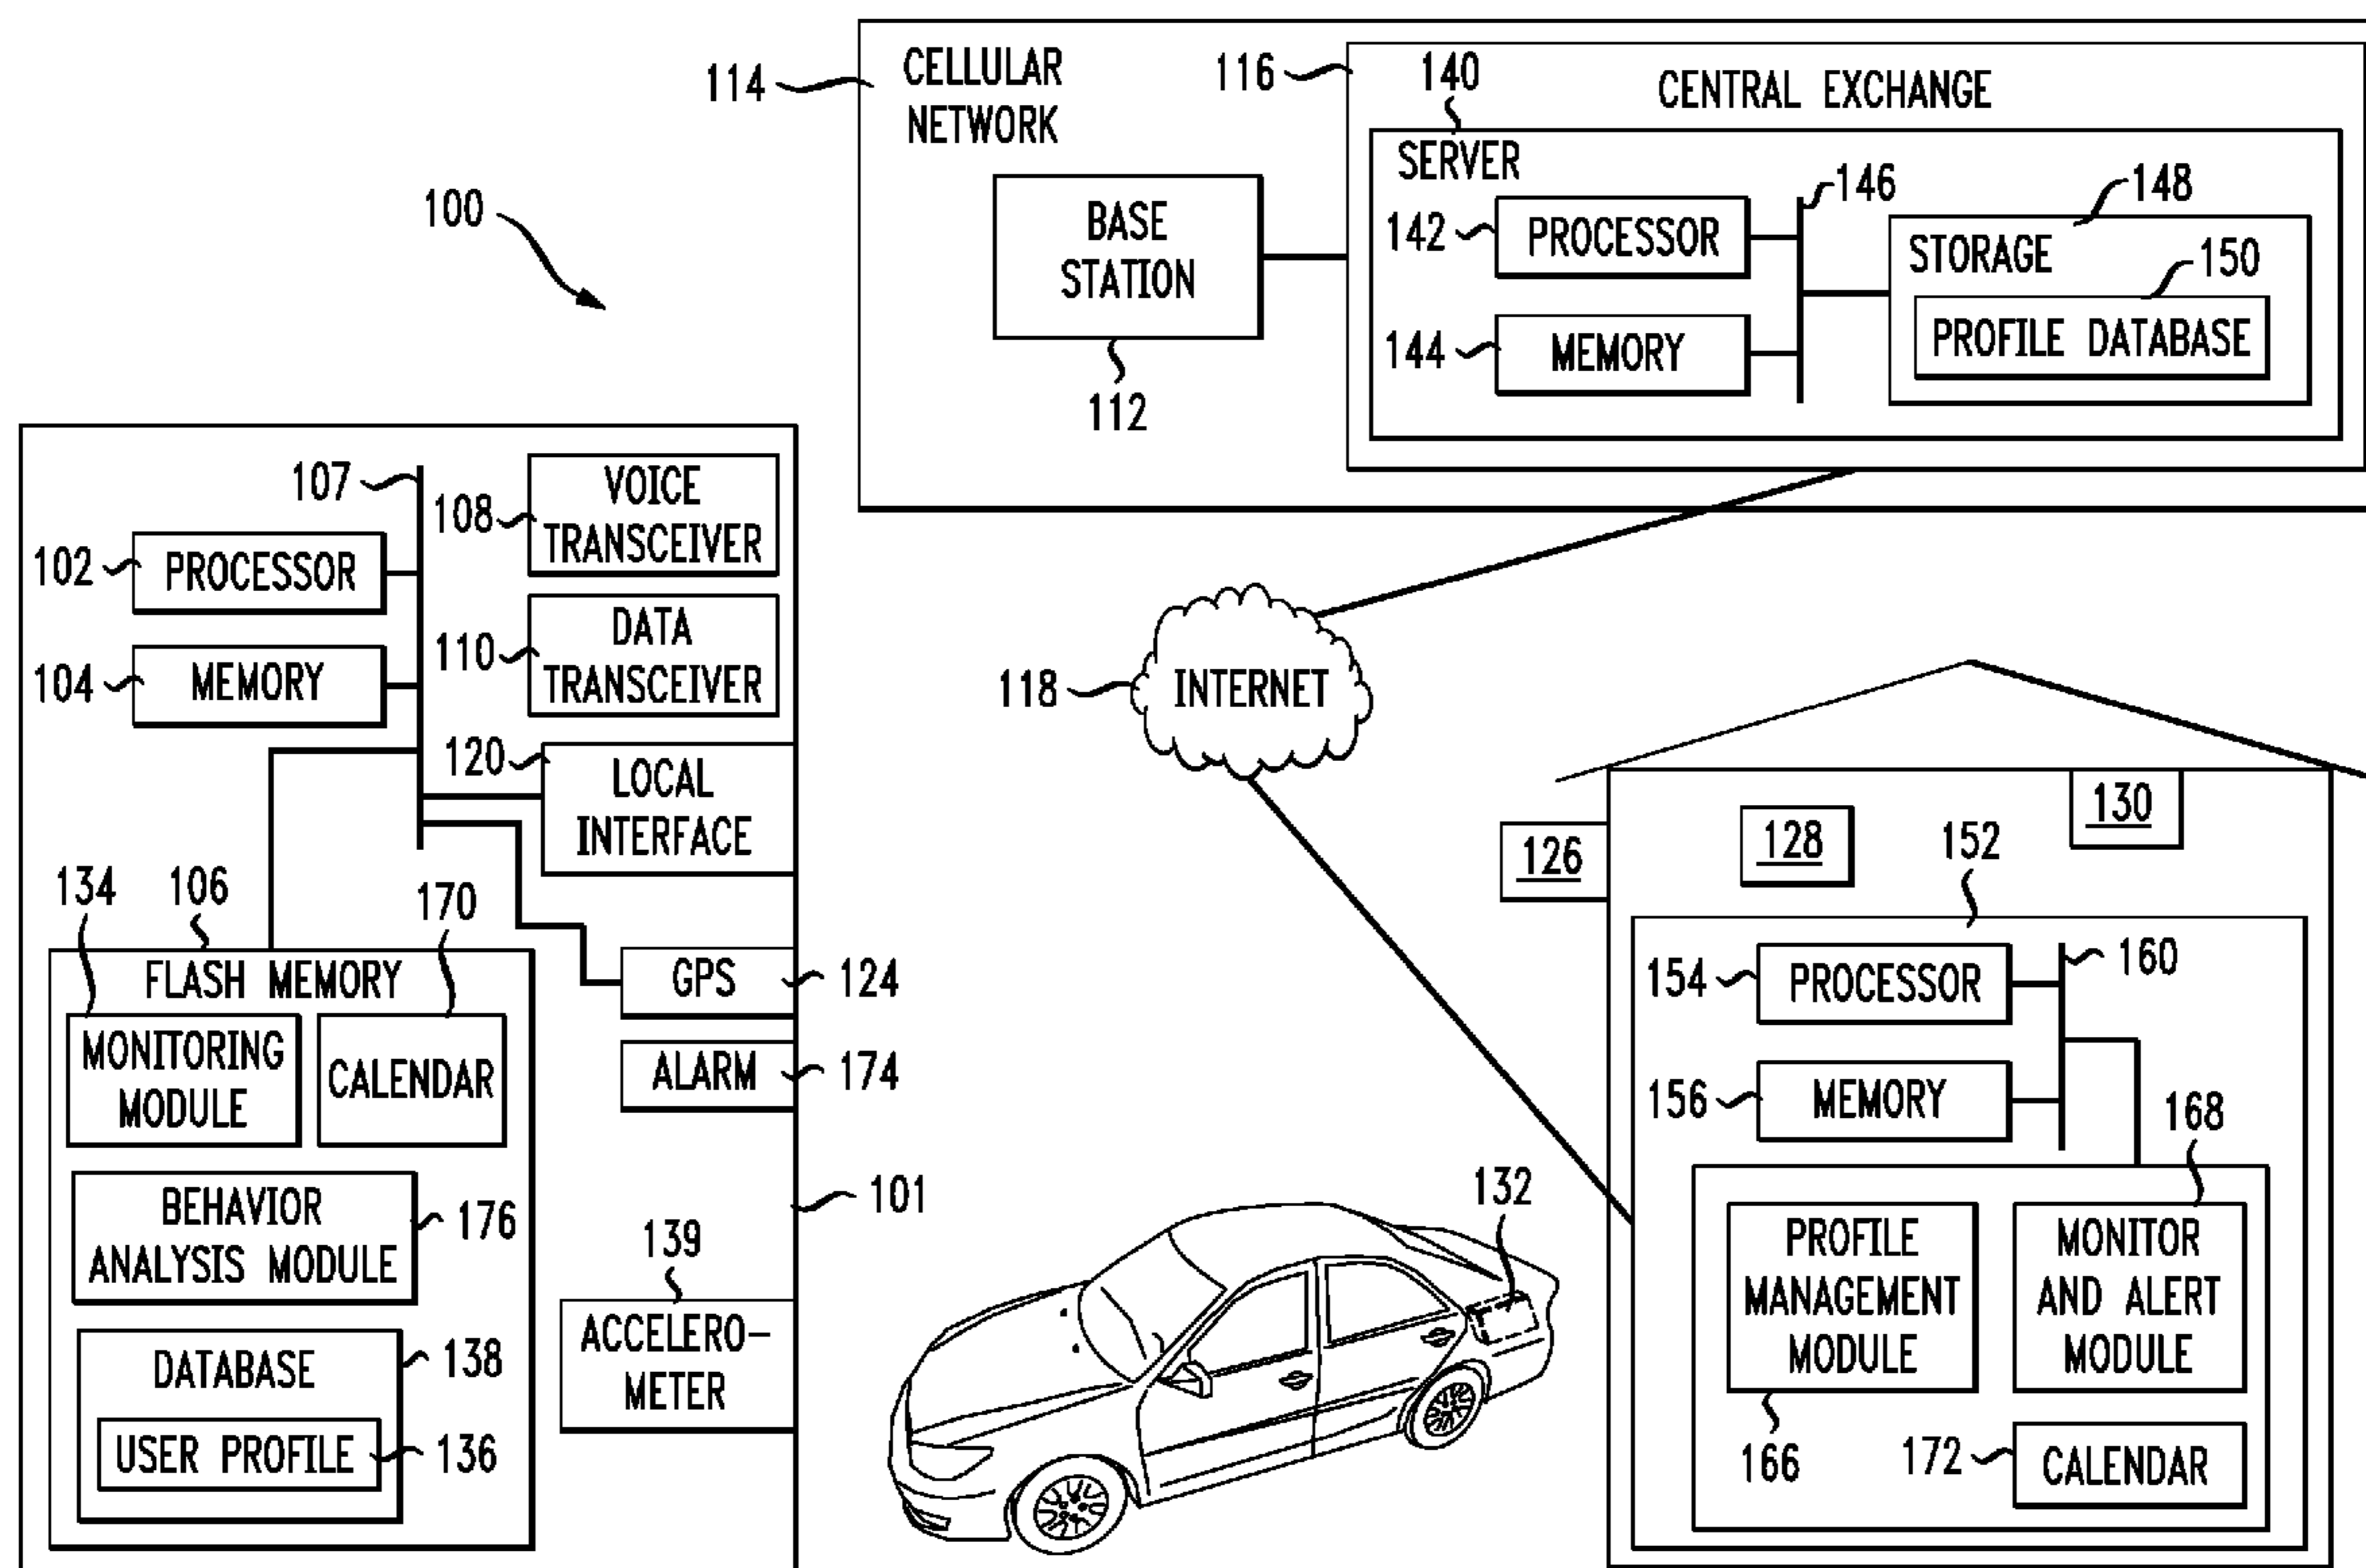 100
114
CELLULAR
NETWORK
BASE
STATION
112
116
CENTRAL EXCHANGE
140
SERVER
142
PROCESSOR
144
MEMORY
146
148
STORAGE
150
PROFILE DATABASE
107
102
PROCESSOR
104
MEMORY
108
VOICE
TRANSCEIVER
110
DATA
TRANSCEIVER
120
LOCAL
INTERFACE
134
106
170
FLASH MEMORY
MONITORING
MODULE
CALENDAR
BEHAVIOR
ANALYSIS MODULE
176
DATABASE
138
USER PROFILE
136
GPS
124
ALARM
174
101
139
ACCELERO-
METER
118
INTERNET
132
126
128
130
152
154
PROCESSOR
160
156
MEMORY
168
PROFILE
MANAGEMENT
MODULE
166
MONITOR
AND ALERT
MODULE
172
CALENDAR